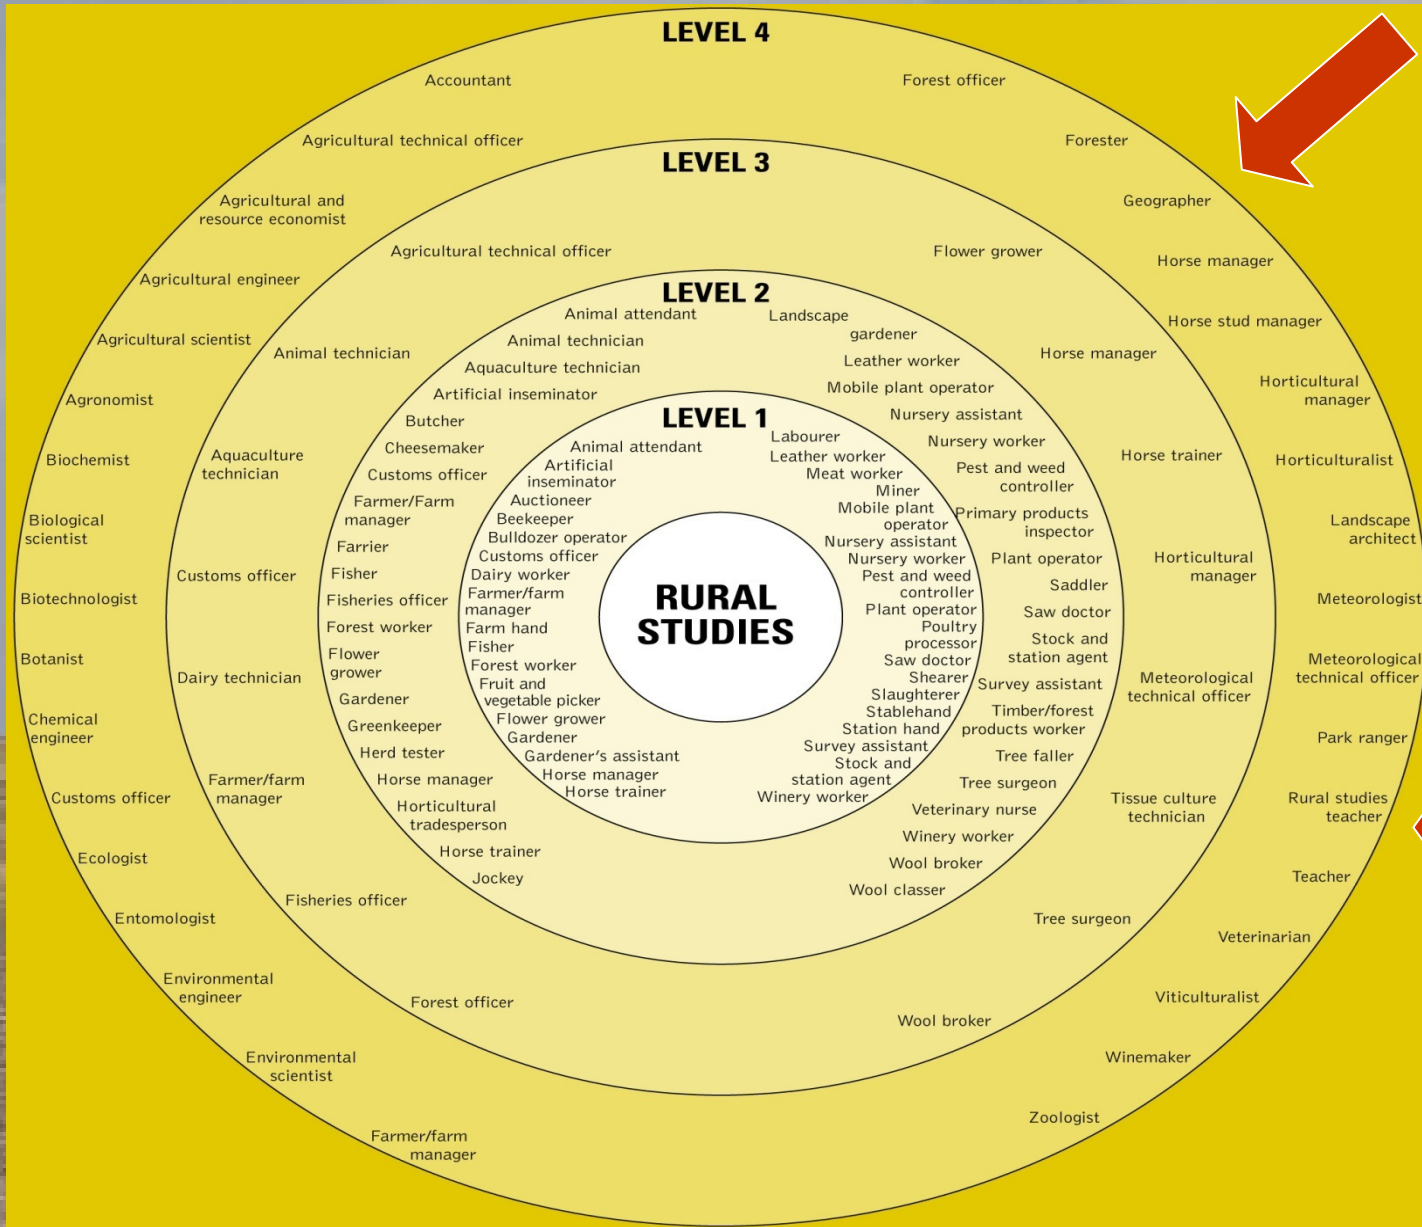 LEVEL 4
Accountant
Agricultural technical officer
Agricultural and
resource economist
Agricultural engineer
Agricultural scientist
Agronomist
Biochemist
Biological
scientist
Biotechnologist
Botanist
Chemical
engineer
Customs officer
Ecologist
Entomologist
Environmental
engineer
Environmental
scientist
Farmer/farm
manager
Forest officer
Forester
Geographer
Horse manager
Horse stud manager
Horticultural
manager
Horticulturalist
Landscape
architect
Meteorologist
Meteorological
technical officer
Park ranger
Rural studies
teacher
Teacher
Veterinarian
Viticulturalist
Winemaker
Zoologist
LEVEL 3
Agricultural technical officer
Animal technician
Aquaculture
technician
Customs officer
Dairy technician
Farmer/farm
manager
Fisheries officer
Forest officer
Flower grower
Horse manager
Horse trainer
Horticultural
manager
Meteorological
technical officer
Tissue culture
technician
Tree surgeon
Wool broker
LEVEL 2
Animal attendant
Animal technician
Aquaculture technician
Artificial inseminator
Butcher
Cheesemaker
Customs officer
Farmer/Farm
manager
Farrier
Fisher
Fisheries officer
Forest worker
Flower
grower
Gardener
Greenkeeper
Herd tester
Horse manager
Horticultural
tradesperson
Horse trainer
Jockey
Landscape
gardener
Leather worker
Mobile plant operator
Nursery assistant
Nursery worker
Pest and weed
controller
Primary products
inspector
Plant operator
Saddler
Saw doctor
Stock and
station agent
Survey assistant
Timber/forest
products worker
Tree faller
Tree surgeon
Veterinary nurse
Winery worker
Wool broker
Wool classer
LEVEL 1
Animal attendant
Artificial
inseminator
Auctioneer
Beekeeper
Bulldozer operator
Customs officer
Dairy worker
Farmer/farm
manager
Farm hand
Fisher
Forest worker
Fruit and
vegetable picker
Flower grower
Gardener
Gardener's assistant
Horse manager
Horse trainer
Labourer
Leather worker
Meat worker
Miner
Mobile plant
operator
Nursery assistant
Nursery worker
Pest and weed
controller
Plant operator
Poultry
processor
Saw doctor
Shearer
Slaughterer
Stablehand
Station hand
Survey assistant
Stock and
station agent
Winery worker
RURAL
STUDIES